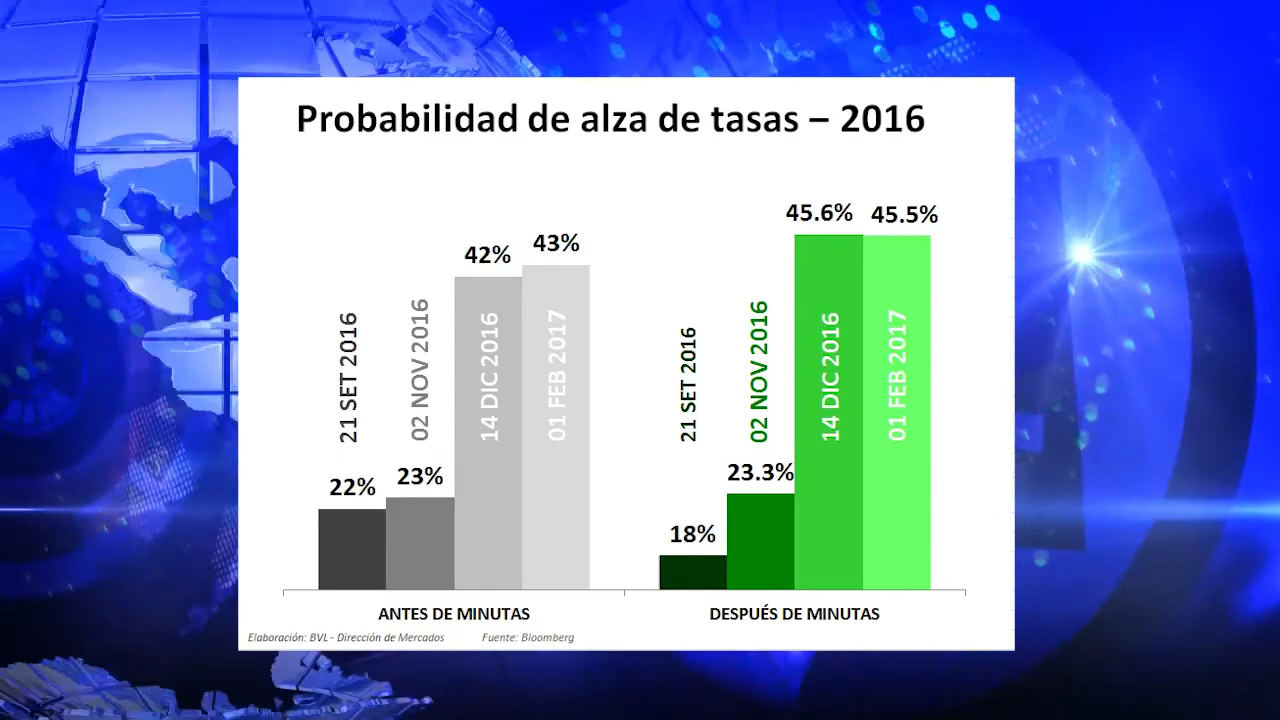 Probabilidad de alza de tasas – 2016
22%
21 SET 2016
23%
02 NOV 2016
42%
14 DIC 2016
43%
01 FEB 2017
18%
21 SET 2016
23.3%
02 NOV 2016
45.6%
14 DIC 2016
45.5%
01 FEB 2017
ANTES DE MINUTAS
DESPUÉS DE MINUTAS
Elaboración: BVL - Dirección de Mercados Fuente: Bloomberg